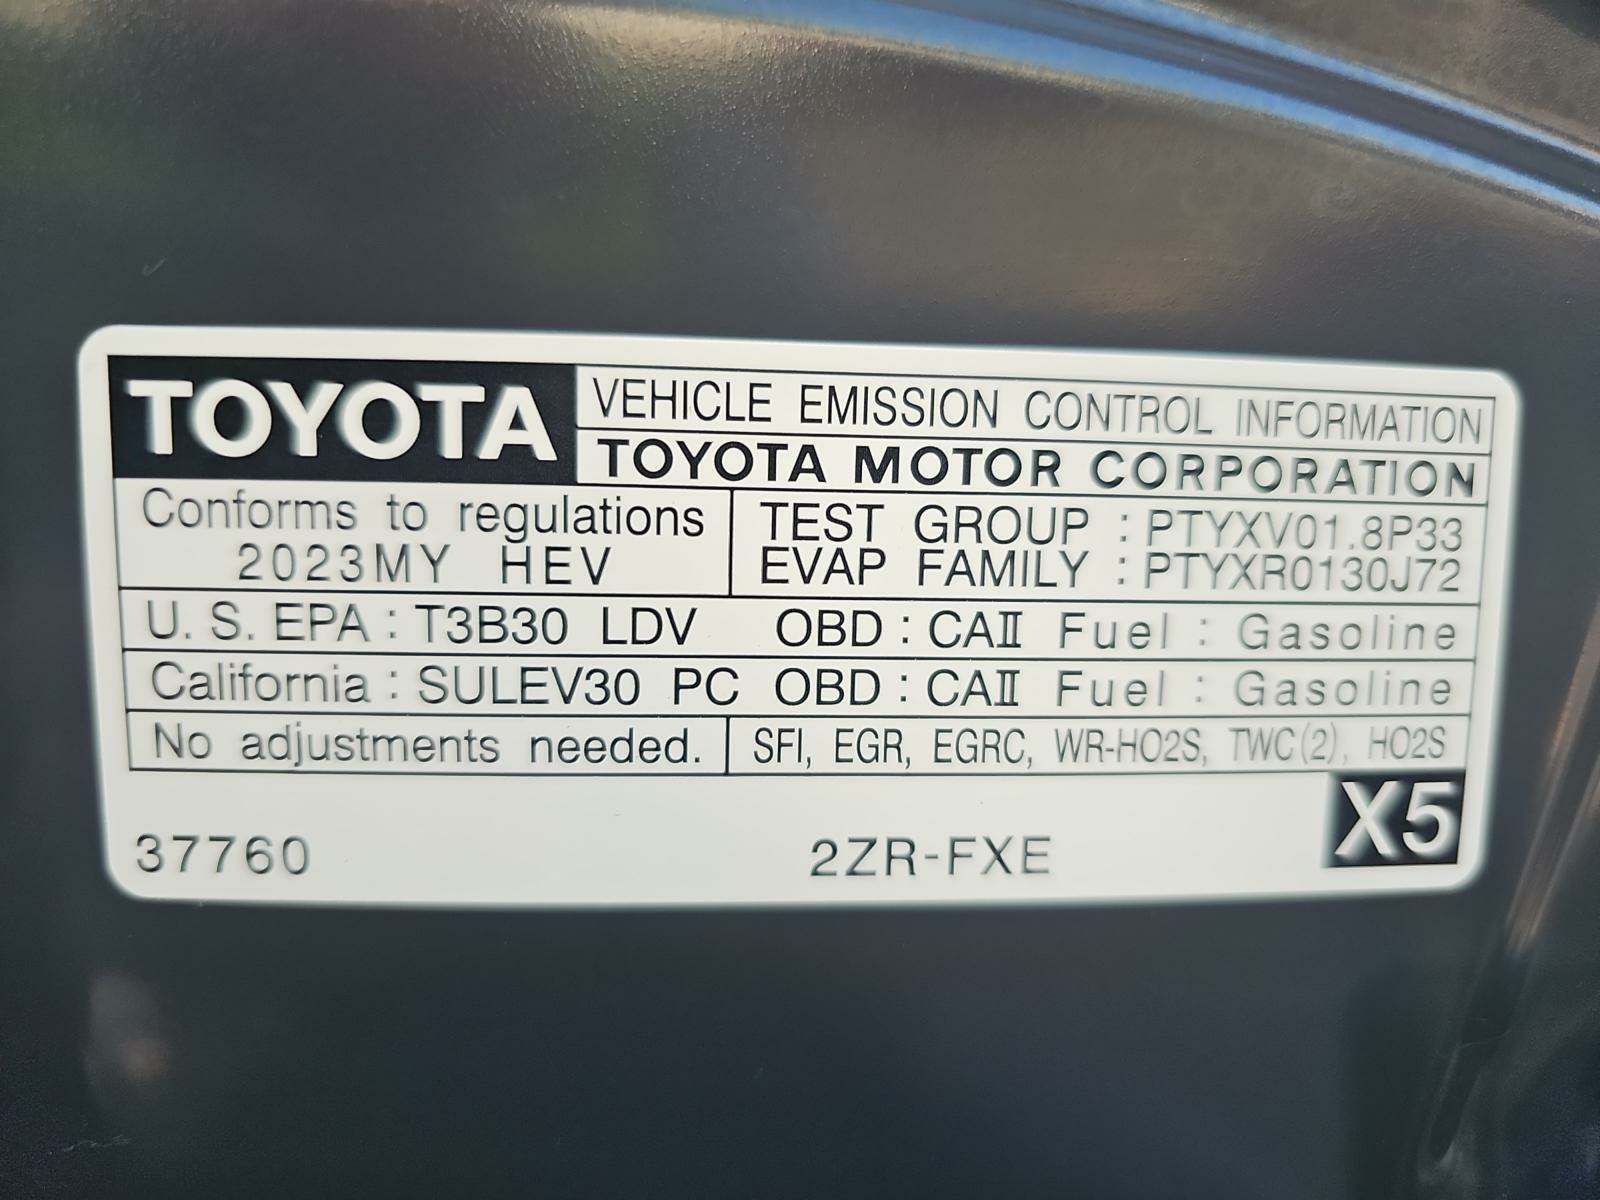 TOYOTA VEHICLE EMISSION CONTROL INFORMATION
TOYOTA MOTOR CORPORATION
Conforms to regulations
2023MY HEV
TEST GROUP : PTYXV01.8P33
EVAP FAMILY : PTYXR0130J72
U.S. EPA : T3B30 LDV OBD : CAⅡ Fuel : Gasoline
California : SULEV30 PC OBD : CAⅡ Fuel : Gasoline
No adjustments needed. SFI, EGR, EGRC, WR-HO2S, TWC(2), HO2S
37760 2ZR-FXE X5